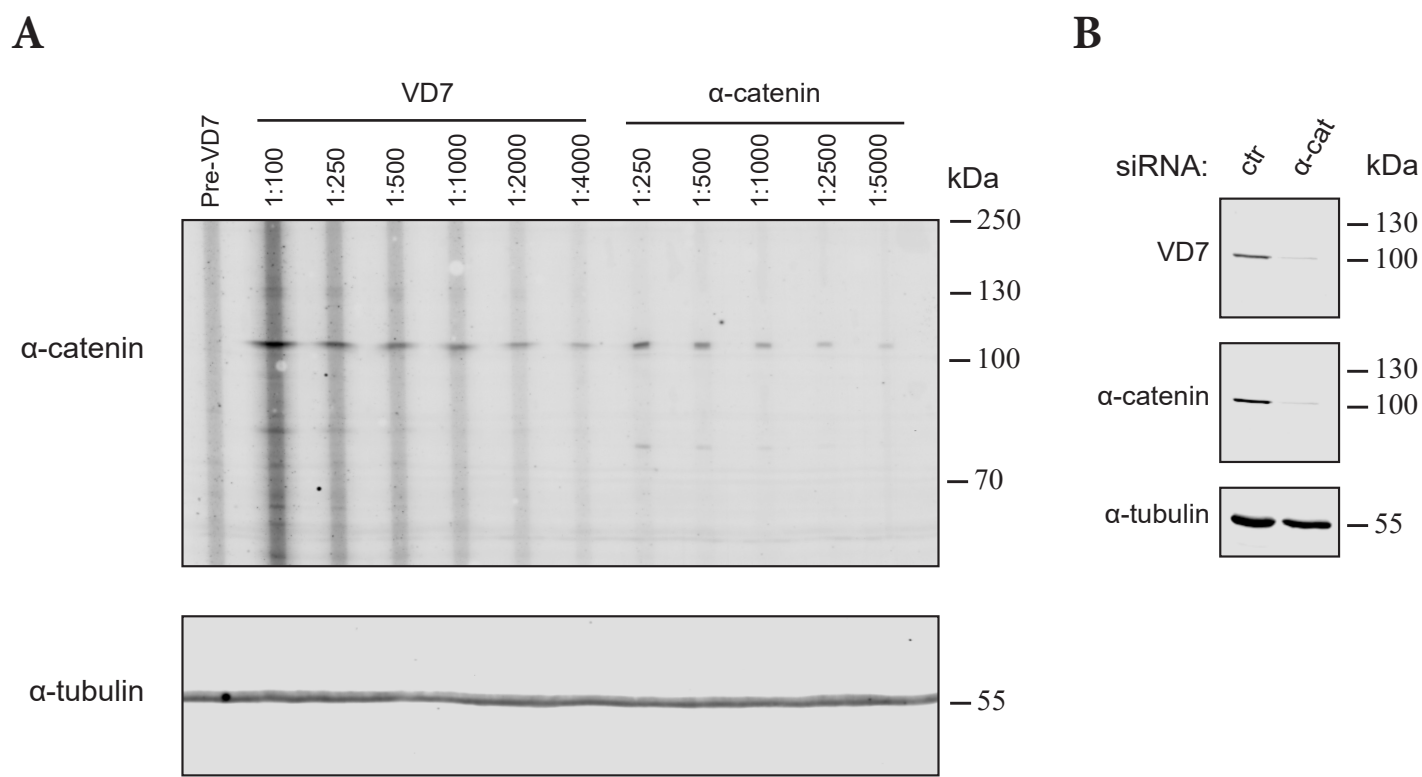 A
VD7
α-catenin
Pre-VD7
1:100
1:250
1:500
1:1000
1:2000
1:4000
1:250
1:500
1:1000
1:2500
1:5000
kDa
250
130
100
70
α-catenin
α-tubulin
55
B
siRNA:
ctr
α-cat
kDa
VD7
130
100
α-catenin
130
100
α-tubulin
55